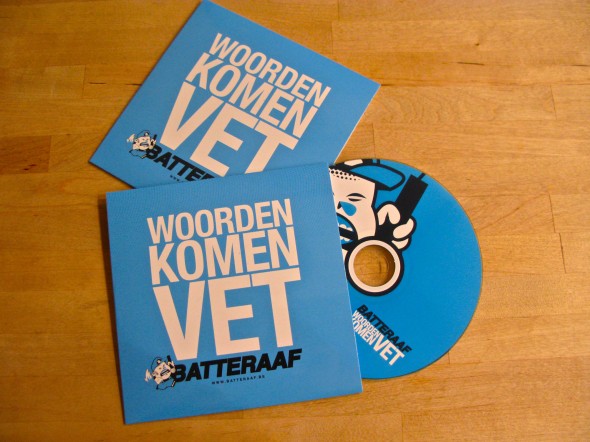 WOORDEN
KOMEN
VET
BATTERAAF
WOORDEN
KOMEN
VET
BATTERAAF
WWW.BATTERAAF.BE
BATTERAAF
WOORDEN
KOMEN VET